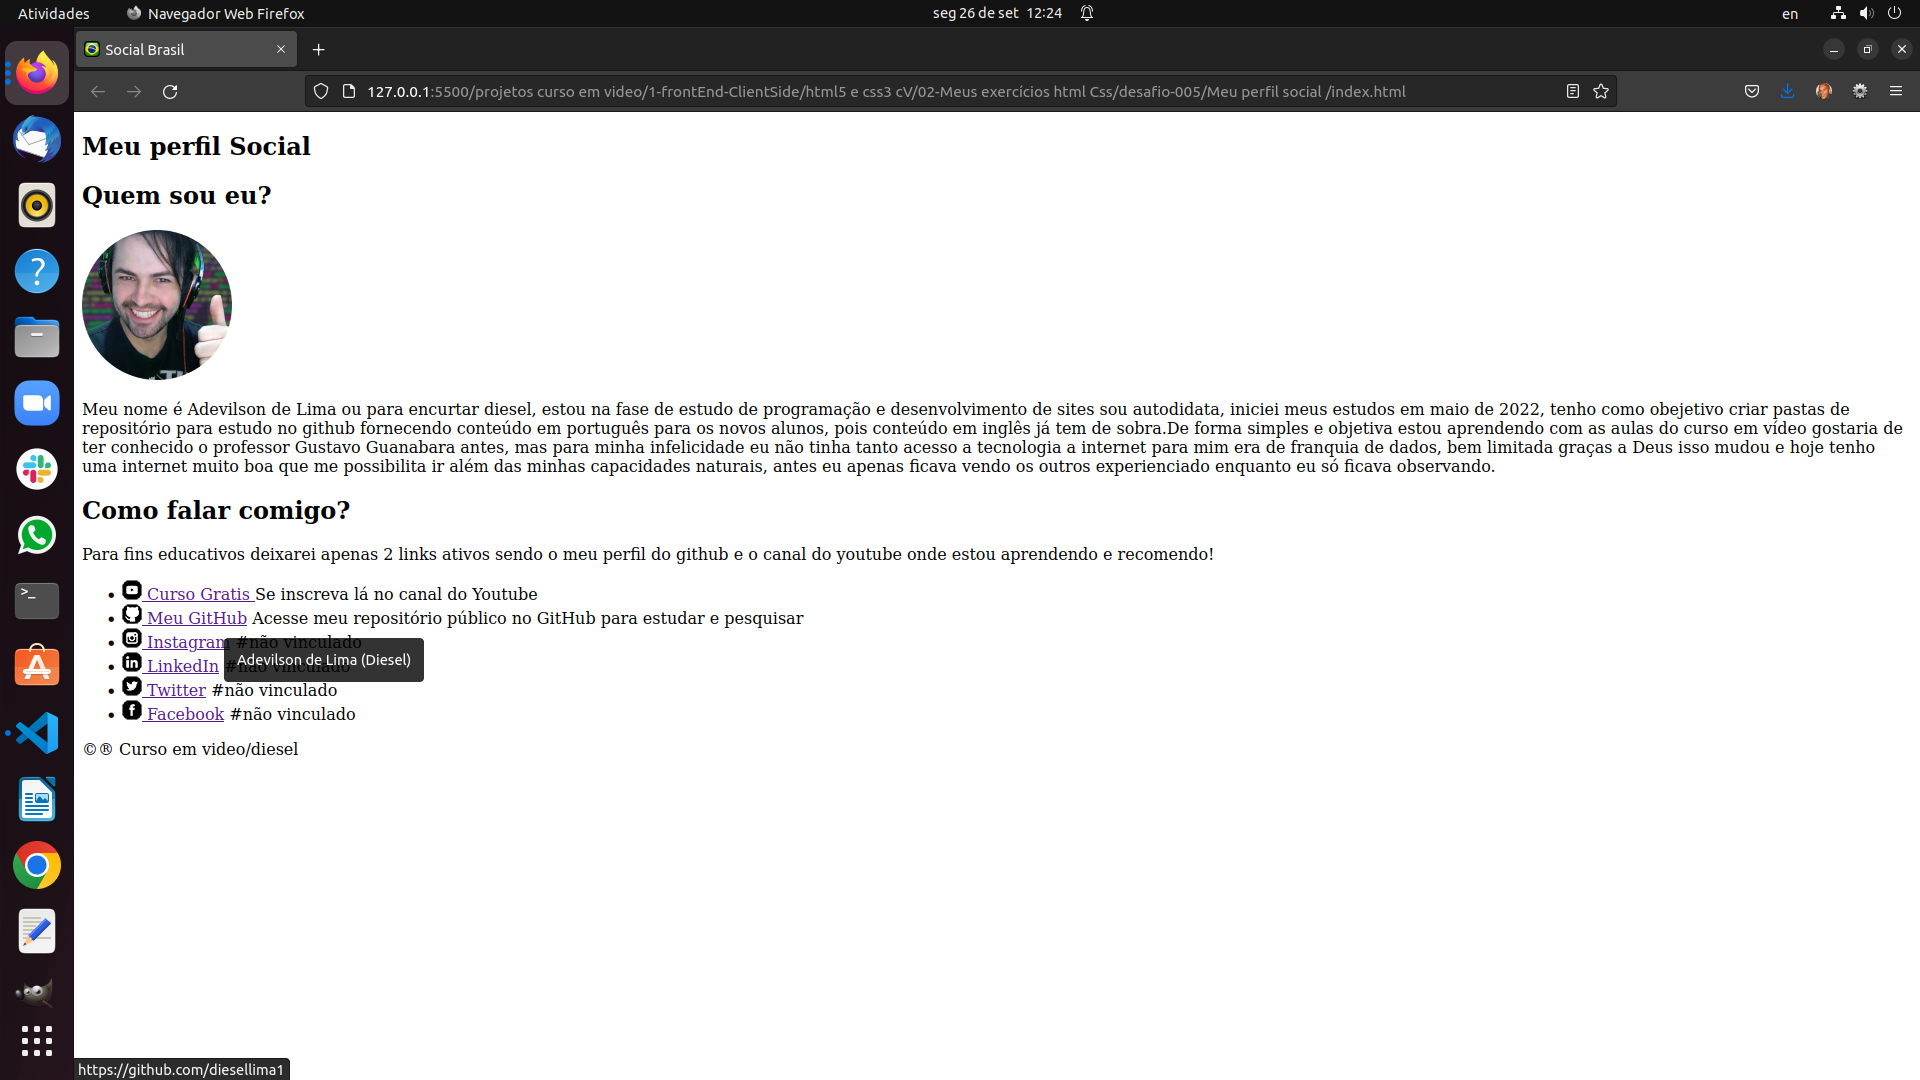 Atividades
Navegador Web Firefox
seg 26 de set 12:24
en
Social Brasil
127.0.0.1:5500/projetos curso em video/1-frontEnd-ClientSide/html5 e css3 cV/02-Meus exercícios html Css/desafio-005/Meu perfil social /index.html
Meu perfil Social
Quem sou eu?
Meu nome é Adevilson de Lima ou para encurtar diesel, estou na fase de estudo de programação e desenvolvimento de sites sou autodidata, iniciei meus estudos em maio de 2022, tenho como obejetivo criar pastas de
repositório para estudo no github fornecendo conteúdo em português para os novos alunos, pois conteúdo em inglês já tem de sobra.De forma simples e objetiva estou aprendendo com as aulas do curso em vídeo gostaria de
ter conhecido o professor Gustavo Guanabara antes, mas para minha infelicidade eu não tinha tanto acesso a tecnologia a internet para mim era de franquia de dados, bem limitada graças a Deus isso mudou e hoje tenho
uma internet muito boa que me possibilita ir além das minhas capacidades naturais, antes eu apenas ficava vendo os outros experienciado enquanto eu só ficava observando.
Como falar comigo?
Para fins educativos deixarei apenas 2 links ativos sendo o meu perfil do github e o canal do youtube onde estou aprendendo e recomendo!
• Curso Gratis Se inscreva lá no canal do Youtube
• Meu GitHub Acesse meu repositório público no GitHub para estudar e pesquisar
• Instagram #não vinculado
• LinkedIn #não vinculado
Adevilson de Lima (Diesel)
• Twitter #não vinculado
• Facebook #não vinculado
©® Curso em video/diesel
https://github.com/diesellima1